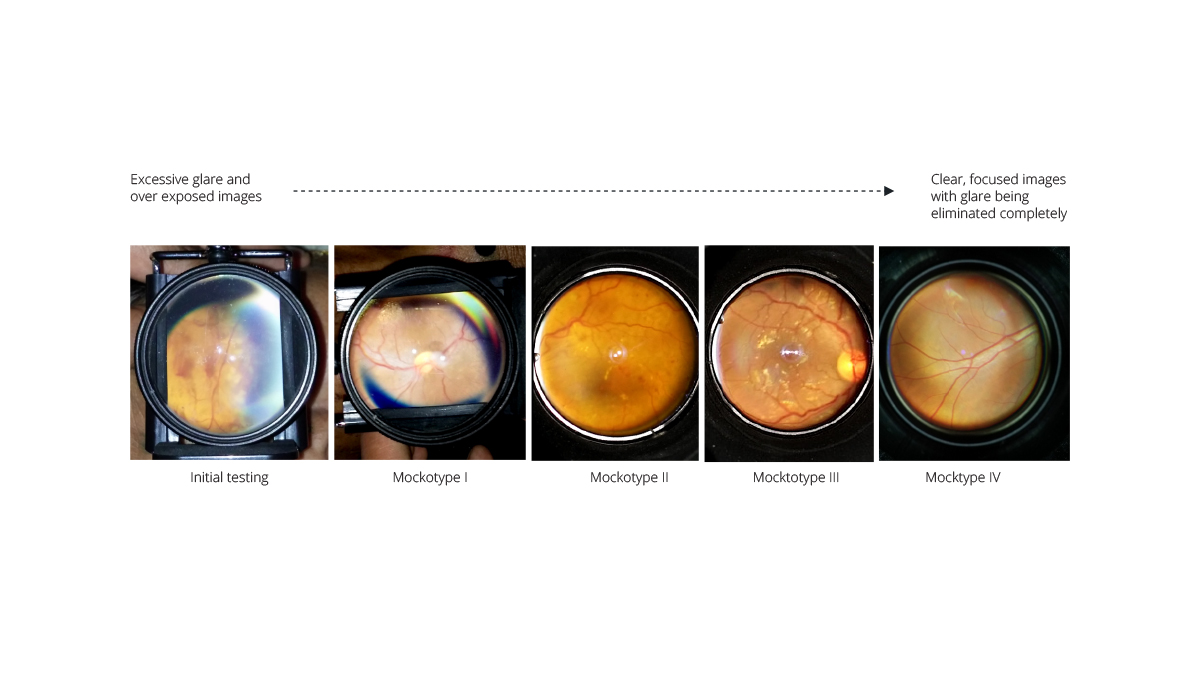 Excessive glare and
over exposed images
Clear, focused images
with glare being
eliminated completely
Initial testing
Mockotype I
Mockotype II
Mocktotype III
Mocktype IV